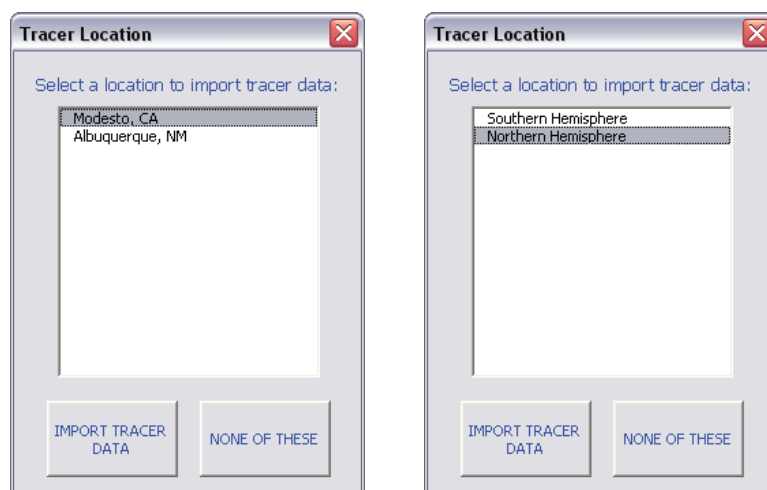 Tracer Location
Select a location to import tracer data:
Modesto, CA
Albuquerque, NM
IMPORT TRACER
DATA
NONE OF THESE
Tracer Location
Select a location to import tracer data:
Southern Hemisphere
Northern Hemisphere
IMPORT TRACER
DATA
NONE OF THESE